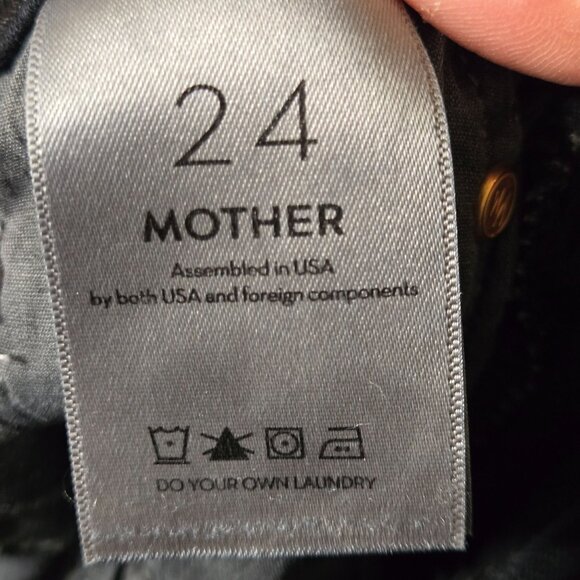 24
MOTHER
Assembled in USA
by both USA and foreign components
DO YOUR OWN LAUNDRY